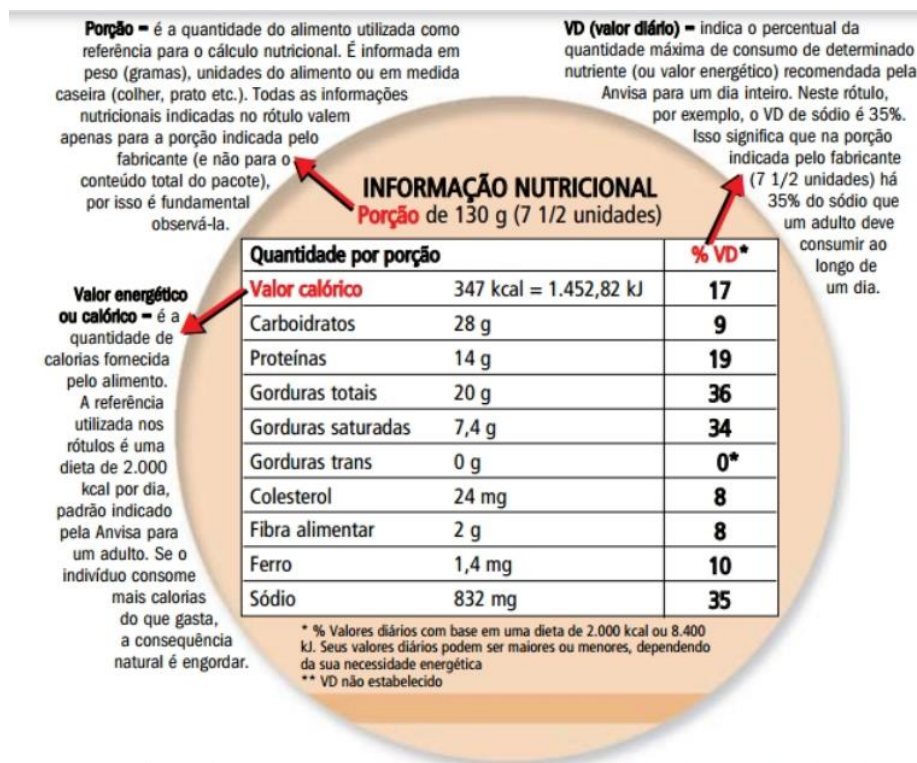 Porção – é a quantidade do alimento utilizada como
referência para o cálculo nutricional. É informada em
peso (gramas), unidades do alimento ou em medida
caseira (colher, prato etc.). Todas as informações
nutricionais indicadas no rótulo valem
apenas para a porção indicada pelo
fabricante (e não para o
conteúdo total do pacote),
por isso é fundamental
observá-la.
VD (valor diário) – indica o percentual da
quantidade máxima de consumo de determinado
nutriente (ou valor energético) recomendada pela
Anvisa para um dia inteiro. Neste rótulo,
por exemplo, o VD de sódio é 35%.
Isso significa que na porção
indicada pelo fabricante
(7 1/2 unidades) há
35% do sódio que
um adulto deve
consumir ao
longo de
um dia.
Valor energético
ou calórico – é a
quantidade de
calorias fornecida
pelo alimento.
A referência
utilizada nos
rótulos é uma
dieta de 2.000
kcal por dia,
padrão indicado
pela Anvisa para
um adulto. Se o
indivíduo consome
mais calorias
do que gasta,
a consequência
natural é engordar.
INFORMAÇÃO NUTRICIONAL
Porção de 130 g (7 1/2 unidades)
Quantidade por porção % VD*
Valor calórico 347 kcal = 1.452,82 kJ 17
Carboidratos 28 g 9
Proteínas 14 g 19
Gorduras totais 20 g 36
Gorduras saturadas 7,4 g 34
Gorduras trans 0 g 0*
Colesterol 24 mg 8
Fibra alimentar 2 g 8
Ferro 1,4 mg 10
Sódio 832 mg 35
* % Valores diários com base em uma dieta de 2.000 kcal ou 8.400
kJ. Seus valores diários podem ser maiores ou menores, dependendo
da sua necessidade energética
** VD não estabelecido